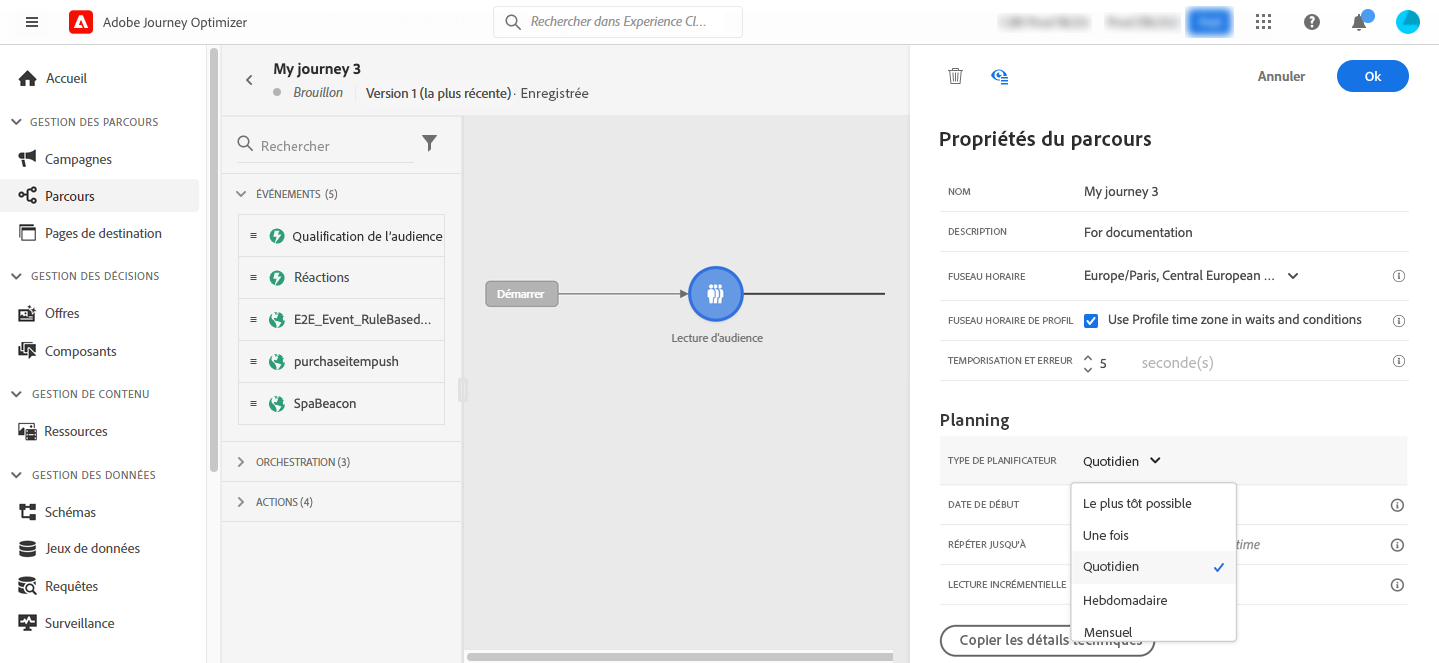 Adobe Journey Optimizer
Rechercher dans Experience Cl...
Accueil
GESTION DES PARCOURS
Campagnes
Parcours
Pages de destination
GESTION DES DÉCISIONS
Offres
Composants
GESTION DE CONTENU
Ressources
GESTION DES DONNÉES
Schémas
Jeux de données
Requêtes
Surveillance
My journey 3
Brouillon
Version 1 (la plus récente) · Enregistrée
Rechercher
ÉVÉNEMENTS (5)
Qualification de l'audience
Réactions
E2E_Event_RuleBased...
purchaseitempush
SpaBeacon
ORCHESTRATION (3)
ACTIONS (4)
Démarrer
Lecture d'audience
Annuler
Ok
Propriétés du parcours
NOM My journey 3
DESCRIPTION For documentation
FUSEAU HORAIRE Europe/Paris, Central European ...
FUSEAU HORAIRE DE PROFIL Use Profile time zone in waits and conditions
TEMPORISATION ET ERREUR 5 seconde(s)
Planning
TYPE DE PLANIFICATEUR Quotidien
Le plus tôt possible
DATE DE DÉBUT
Une fois
RÉPÉTER JUSQU'À time
Quotidien
LECTURE INCRÉMENTIELLE
Hebdomadaire
Mensuel
Copier les détails techniques